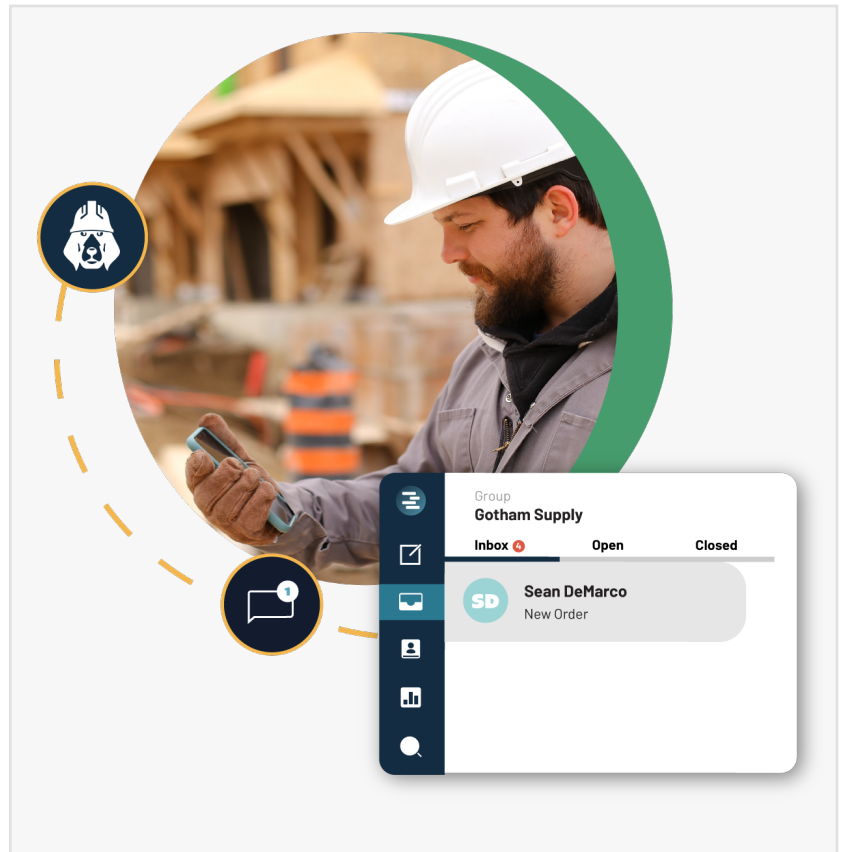 1
Group
Gotham Supply
Inbox 4 Open Closed
SD
Sean DeMarco
New Order